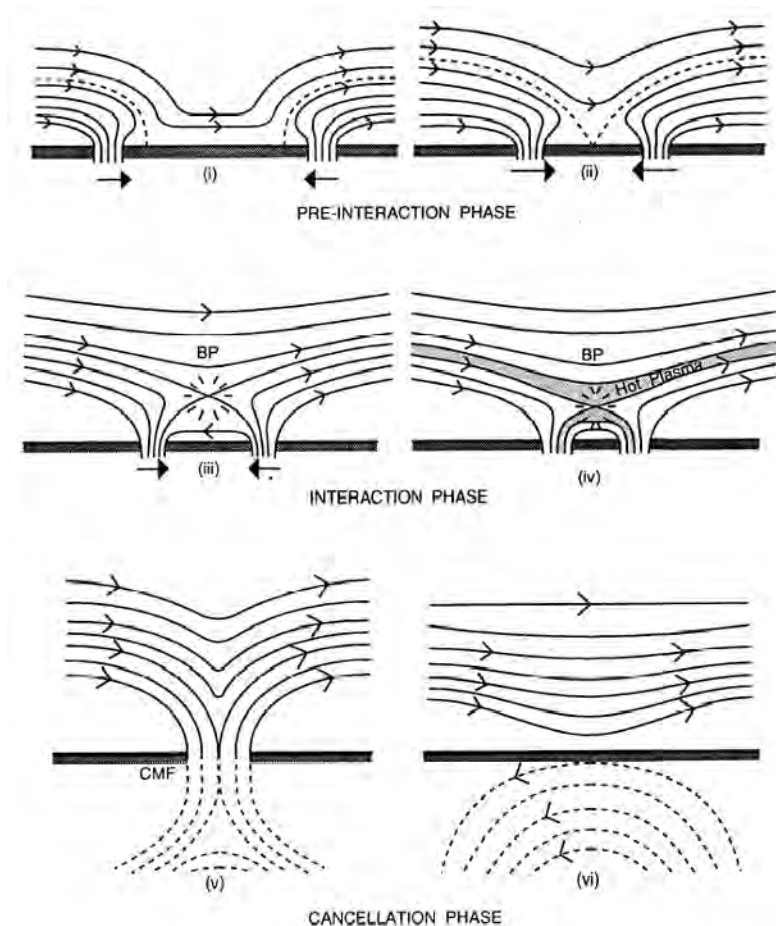 (i) (ii)
PRE-INTERACTION PHASE
BP BP
Hot Plasma
(iii) (iv)
INTERACTION PHASE
CMF
(v) (vi)
CANCELLATION PHASE